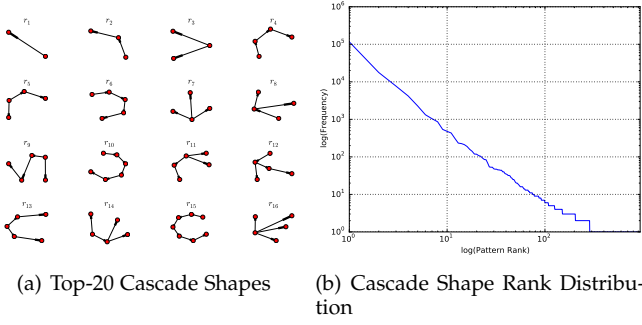 r1 r2 r3 r4
r5 r6 r7 r8
r9 r10 r11 r12
r13 r14 r15 r16
(a) Top-20 Cascade Shapes
10^6
10^5
10^4
10^3
10^2
10^1
10^0
log(Frequency)
10^0 10^1 10^2
log(Pattern Rank)
(b) Cascade Shape Rank Distribu-
tion